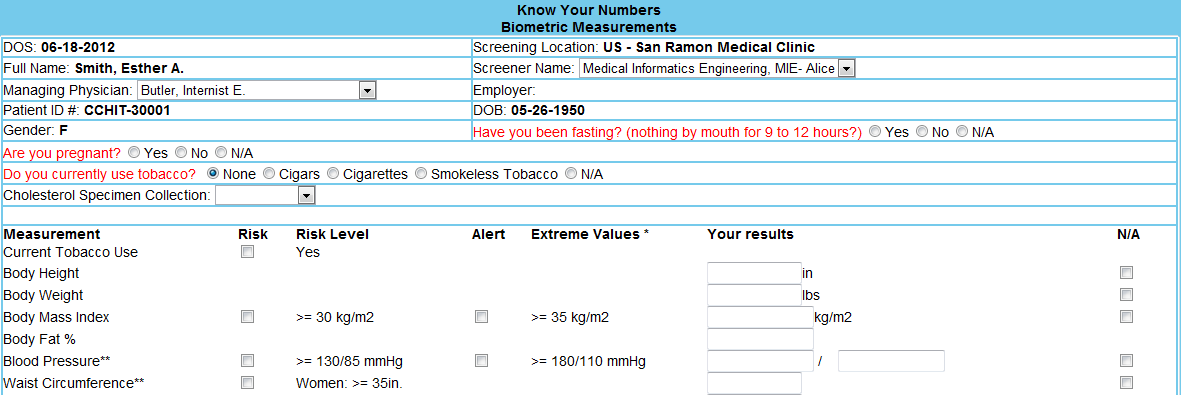 Know Your Numbers
Biometric Measurements
DOS: 06-18-2012 Screening Location: US - San Ramon Medical Clinic
Full Name: Smith, Esther A. Screener Name: Medical Informatics Engineering, MIE- Alice
Managing Physician: Butler, Internist E. Employer:
Patient ID #: CCHIT-30001 DOB: 05-26-1950
Gender: F Have you been fasting? (nothing by mouth for 9 to 12 hours?) Yes No N/A
Are you pregnant? Yes No N/A
Do you currently use tobacco? None Cigars Cigarettes Smokeless Tobacco N/A
Cholesterol Specimen Collection:
Measurement Risk Risk Level Alert Extreme Values * Your results N/A
Current Tobacco Use Yes
Body Height in
Body Weight lbs
Body Mass Index >= 30 kg/m2 >= 35 kg/m2 kg/m2
Body Fat %
Blood Pressure** >= 130/85 mmHg >= 180/110 mmHg /
Waist Circumference** Women: >= 35in.